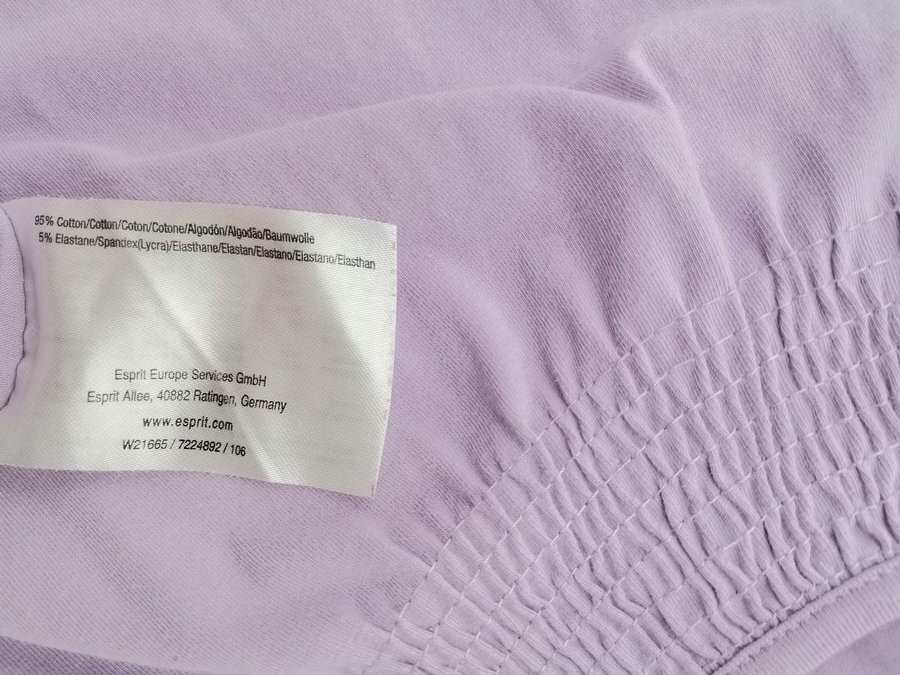 95% Cotton/Cotton/Coton/Cotone/Algodón/Algodão/Baumwolle
5% Elastane/Spandex(Lycra)/Elasthane/Elastan/Elastano/Elastano/Elasthan
Esprit Europe Services GmbH
Esprit Allee, 40882 Ratingen, Germany
www.esprit.com
W21665 / 7224892 / 106